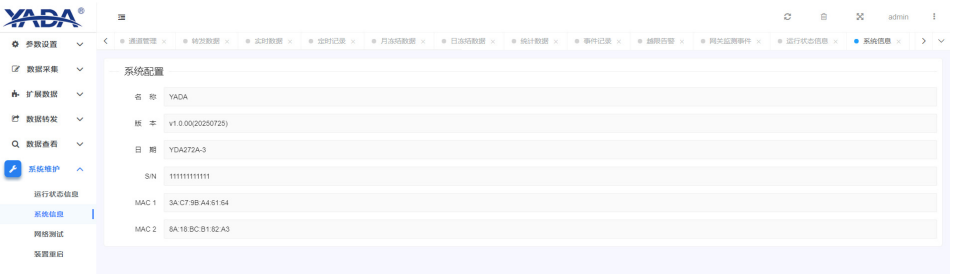 YADA®
admin
参数设置
数据采集
扩展数据
数据转发
数据查看
系统维护
运行状态信息
系统信息
网络测试
装置重启
通道管理 × 转发数据 × 实时数据 × 定时记录 × 月冻结数据 × 日冻结数据 × 统计数据 × 事件记录 × 越限告警 × 网关监测事件 × 运行状态信息 × 系统信息 ×
系统配置
名 称 YADA
版 本 v1.0.00(20250725)
日 期 YDA272A-3
S/N 111111111111
MAC 1 3A:C7:9B:A4:61:64
MAC 2 8A:18:BC:B1:82:A3